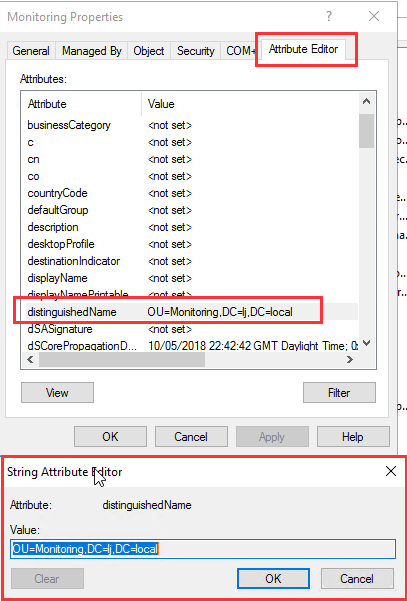 Monitoring Properties ? ×
General Managed By Object Security COM+ Attribute Editor
Attributes:
Attribute Value
businessCategory <not set>
c <not set>
cn <not set>
co <not set>
countryCode <not set>
defaultGroup <not set>
description <not set>
desktopProfile <not set>
destinationIndicator <not set>
displayName <not set>
displayNamePrintable <not set>
distinguishedName OU=Monitoring,DC=lj,DC=local
dSASignature <not set>
dSCorePropagationD... 10/05/2018 22:42:42 GMT Daylight Time; 0x
View Filter
OK Cancel Apply Help
String Attribute Editor ×
Attribute: distinguishedName
Value:
OU=Monitoring,DC=lj,DC=local
Clear OK Cancel